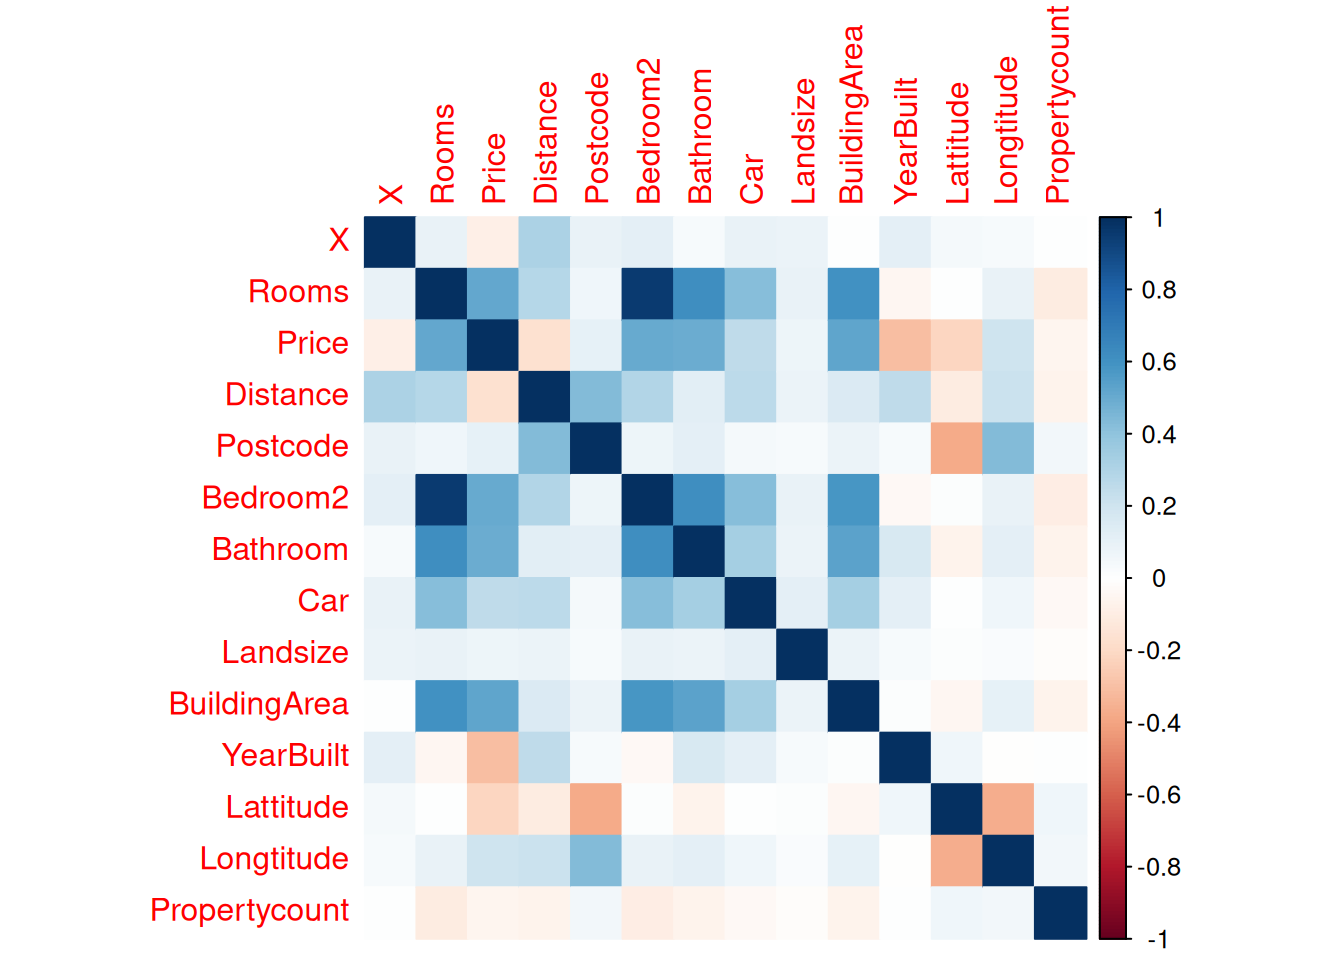 X
Rooms
Price
Distance
Postcode
Bedroom2
Bathroom
Car
Landsize
BuildingArea
YearBuilt
Lattitude
Longtitude
Propertycount
X
Rooms
Price
Distance
Postcode
Bedroom2
Bathroom
Car
Landsize
BuildingArea
YearBuilt
Lattitude
Longtitude
Propertycount
1
0.8
0.6
0.4
0.2
0
-0.2
-0.4
-0.6
-0.8
-1